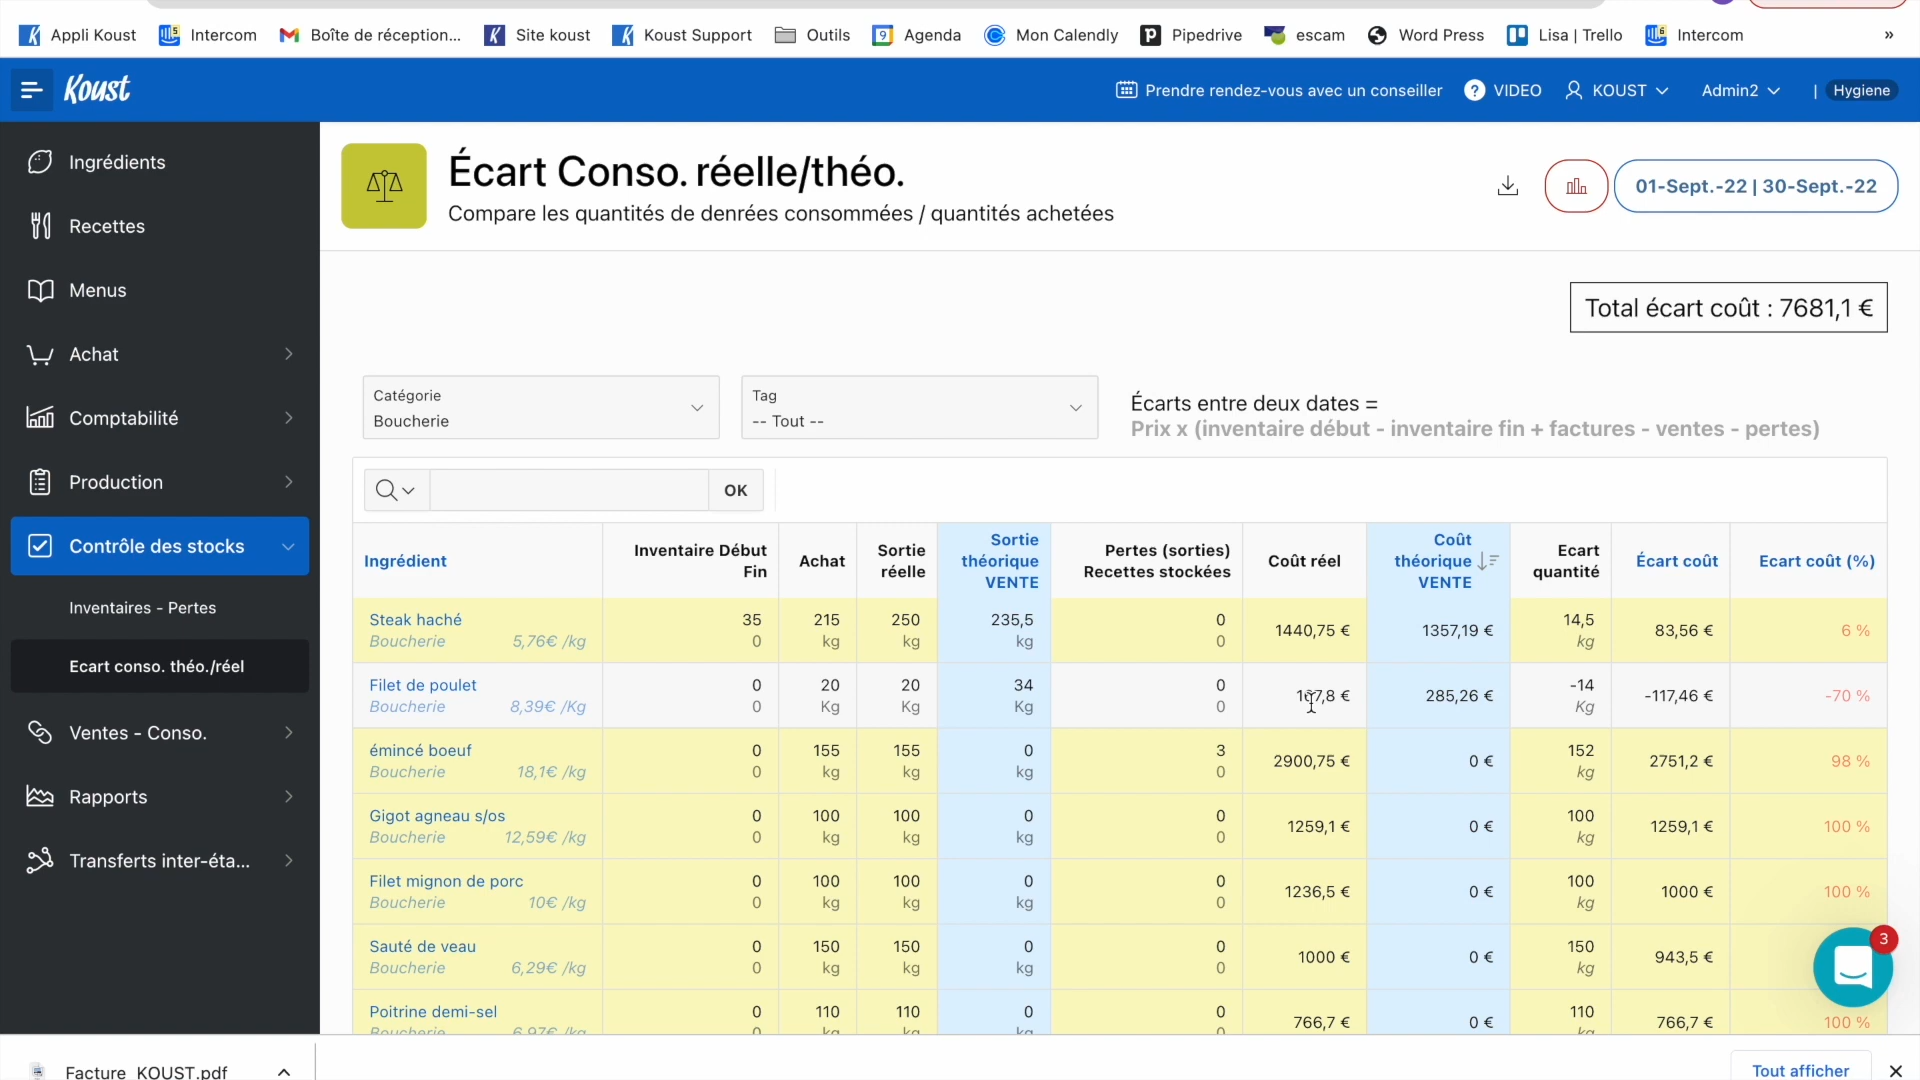 Appli Koust Intercom Boîte de réception... Site koust Koust Support Outils Agenda Mon Calendly Pipedrive escam Word Press Lisa | Trello Intercom »
Koust Prendre rendez-vous avec un conseiller VIDEO KOUST Admin2 | Hygiene
Ingrédients
Recettes
Menus
Achat
Comptabilité
Production
Contrôle des stocks
Inventaires - Pertes
Ecart conso. théo./réel
Ventes - Conso.
Rapports
Transferts inter-éta...
Écart Conso. réelle/théo.
Compare les quantités de denrées consommées / quantités achetées
01-Sept.-22 | 30-Sept.-22
Total écart coût : 7681,1 €
Catégorie
Boucherie
Tag
-- Tout --
Écarts entre deux dates =
Prix x (inventaire début - inventaire fin + factures - ventes - pertes)
OK
Ingrédient
Inventaire Début
Fin
Achat
Sortie
réelle
Sortie
théorique
VENTE
Pertes (sorties)
Recettes stockées
Coût réel
Coût
théorique
VENTE
Ecart
quantité
Écart coût
Ecart coût (%)
Steak haché 35 215 250 235,5 0 1440,75 € 1357,19 € 14,5 83,56 € 6 %
Boucherie 5,76€ /kg 0 kg kg kg 0 kg
Filet de poulet 0 20 20 34 0 285,26 € -14 -117,46 € -70 %
Boucherie 8,39€ /Kg 0 Kg Kg Kg 0 Kg
émincé boeuf 0 155 155 0 3 2900,75 € 0 € 152 2751,2 € 98 %
Boucherie 18,1€ /kg 0 kg kg kg 0 kg
Gigot agneau s/os 0 100 100 0 0 1259,1 € 0 € 100 1259,1 € 100 %
Boucherie 12,59€ /kg 0 kg kg kg 0 kg
Filet mignon de porc 0 100 100 0 0 1236,5 € 0 € 100 1000 € 100 %
Boucherie 10€ /kg 0 kg kg kg 0 kg
Sauté de veau 0 150 150 0 0 1000 € 0 € 150 943,5 €
Boucherie 6,29€ /kg 0 kg kg kg 0 kg
Poitrine demi-sel 0 110 110 0 0 766,7 € 0 € 110 766,7 € 100 %
Boucherie 6,97€ /kg 0 kg kg kg 0 kg
3
Facture_KOUST.pdf
Tout afficher